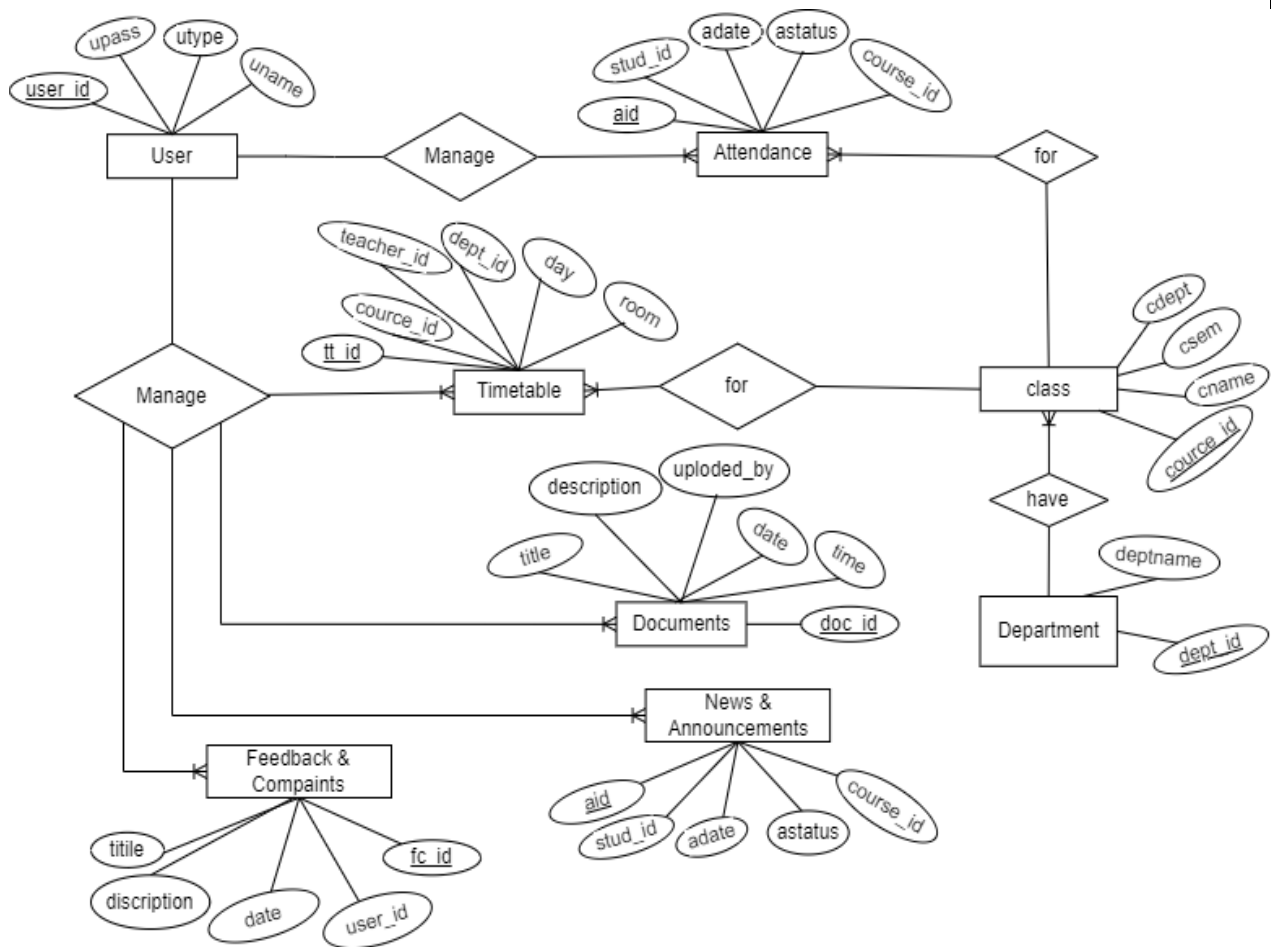 upass
utype
uname
user_id
User
Manage
stud_id
adate
astatus
course_id
aid
Attendance
for
teacher_id
dept_id
day
room
cource_id
tt_id
Timetable
Manage
for
cdept
csem
cname
cource_id
class
have
description
uploded_by
date
time
title
Documents
doc_id
deptname
Department
dept_id
News &
Announcements
aid
stud_id
adate
astatus
course_id
Feedback &
Compaints
titile
discription
date
user_id
fc_id